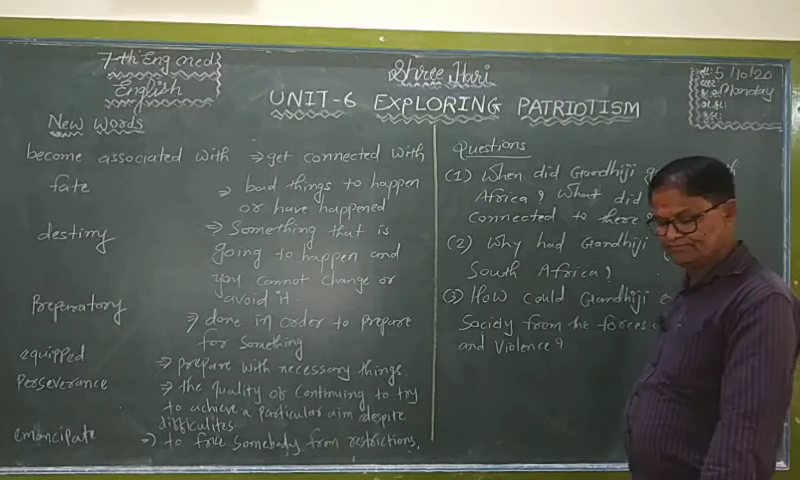 7th Eng med
English
Shree Hari
5/10/20
Monday
UNIT-6 EXPLORING PATRIOTISM
New Words
become associated with ⇒ get connected with
fate ⇒ bad things to happen
or have happened
destiny ⇒ Something that is
going to happen and
you cannot change or
avoid it.
Preparatory ⇒ done in order to prepare
for something
equipped ⇒ prepare with necessary things.
Perseverance ⇒ the quality of continuing to try
to achieve a particular aim despite
difficulties
emancipate ⇒ to free somebody from restrictions.
Questions
(1) When did Gandhiji
Africa? What did
connected to there
(2) Why had Gandhiji
South Africa?
(3) How could Gandhiji
Society from the forces
and Violence?